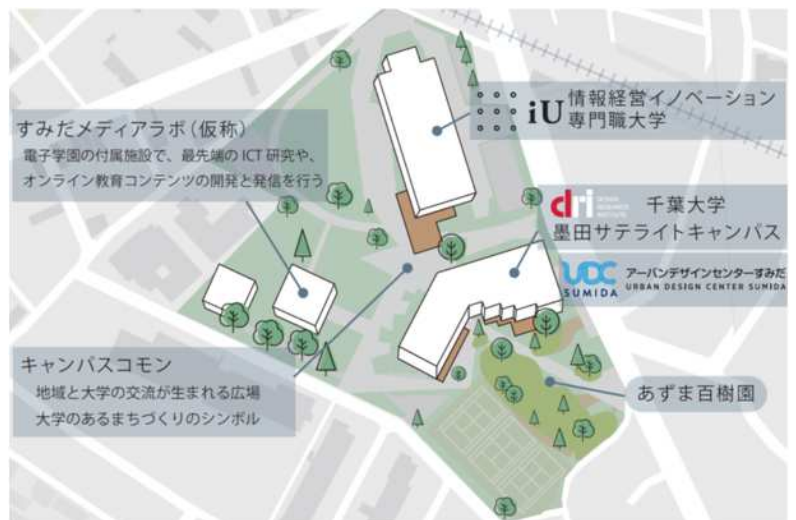 iU 情報経営イノベーション
専門職大学
すみだメディアラボ(仮称)
電子学園の付属施設で、最先端の ICT 研究や、
オンライン教育コンテンツの開発と発信を行う
dri DESIGN RESEARCH INSTITUTE 千葉大学
墨田サテライトキャンパス
UDC SUMIDA
アーバンデザインセンターすみだ
URBAN DESIGN CENTER SUMIDA
キャンパスコモン
地域と大学の交流が生まれる広場
大学のあるまちづくりのシンボル
あずま百樹園